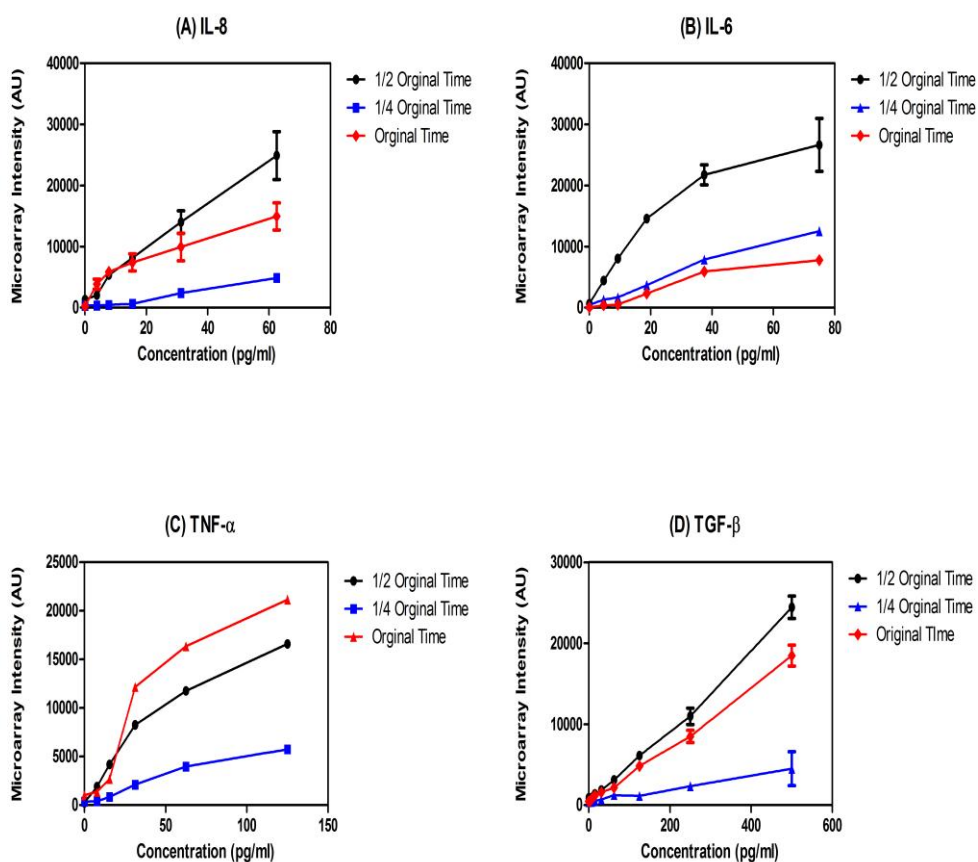 (A) IL-8
Microarray Intensity (AU)
40000
30000
20000
10000
0
0
20
40
60
80
Concentration (pg/ml)
1/2 Orginal Time
1/4 Orginal Time
Orginal Time
(B) IL-6
Microarray Intensity (AU)
40000
30000
20000
10000
0
0
20
40
60
80
Concentration (pg/ml)
1/2 Orginal Time
1/4 Orginal Time
Orginal Time
(C) TNF-α
Microarray Intensity (AU)
25000
20000
15000
10000
5000
0
0
50
100
150
Concentration (pg/ml)
1/2 Orginal Time
1/4 Orginal Time
Orginal Time
(D) TGF-β
Microarray Intensity (AU)
30000
20000
10000
0
0
200
400
600
Concentration (pg/ml)
1/2 Orginal Time
1/4 Orginal Time
Original TIme